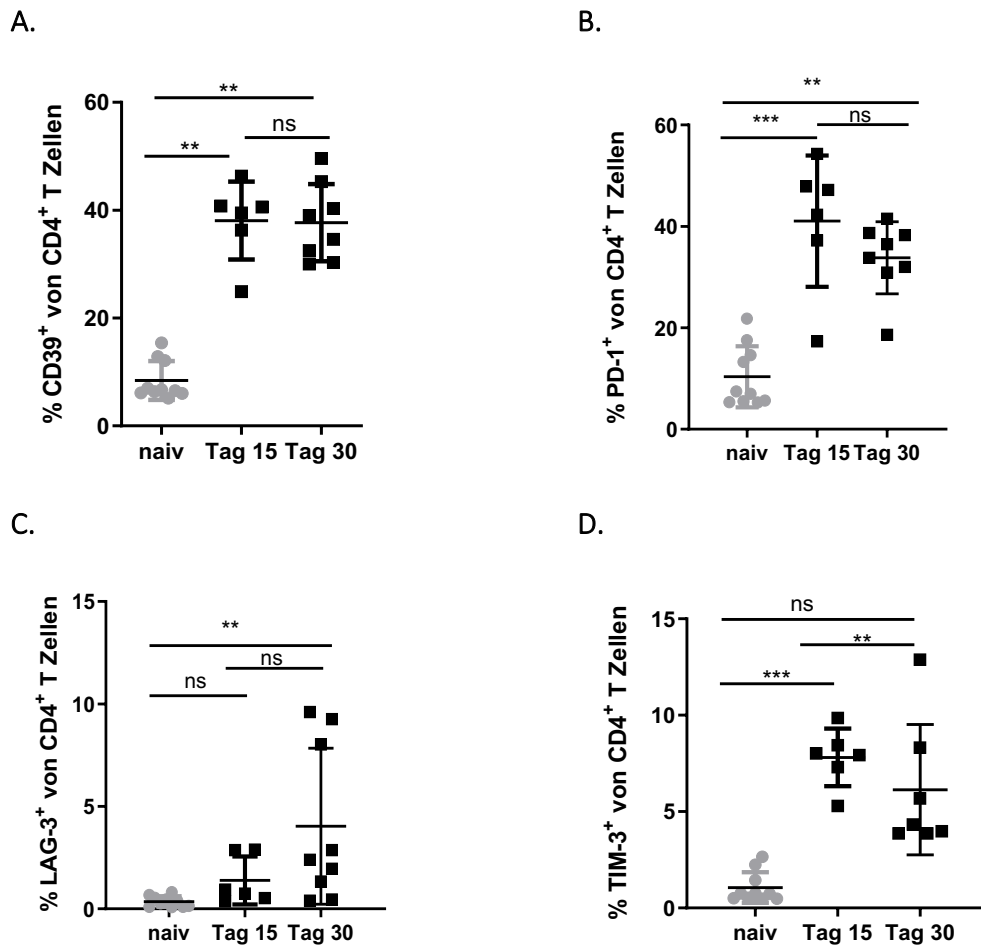 A.
% CD39+ von CD4+ T Zellen
60
40
20
0
**
ns
**
naiv Tag 15 Tag 30
B.
% PD-1+ von CD4+ T Zellen
60
40
20
0
**
ns
***
naiv Tag 15 Tag 30
C.
% LAG-3+ von CD4+ T Zellen
15
10
5
0
**
ns
ns
naiv Tag 15 Tag 30
D.
% TIM-3+ von CD4+ T Zellen
15
10
5
0
ns
**
***
naiv Tag 15 Tag 30